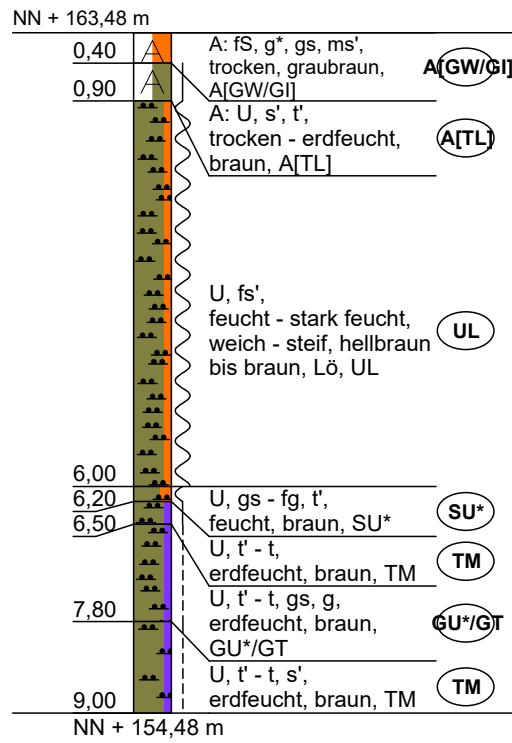 NN + 163,48 m
0,40
A: fS, g*, gs, ms',
trocken, graubraun,
A[GW/GI]
A[GW/GI]
0,90
A: U, s', t',
trocken - erdfeucht,
braun, A[TL]
A[TL]
U, fs',
feucht - stark feucht,
weich - steif, hellbraun
bis braun, Lö, UL
UL
6,00
6,20
U, gs - fg, t',
feucht, braun, SU*
SU*
6,50
U, t' - t,
erdfeucht, braun, TM
TM
7,80
U, t' - t, gs, g,
erdfeucht, braun,
GU*/GT
GU*/GT
9,00
U, t' - t, s',
erdfeucht, braun, TM
TM
NN + 154,48 m